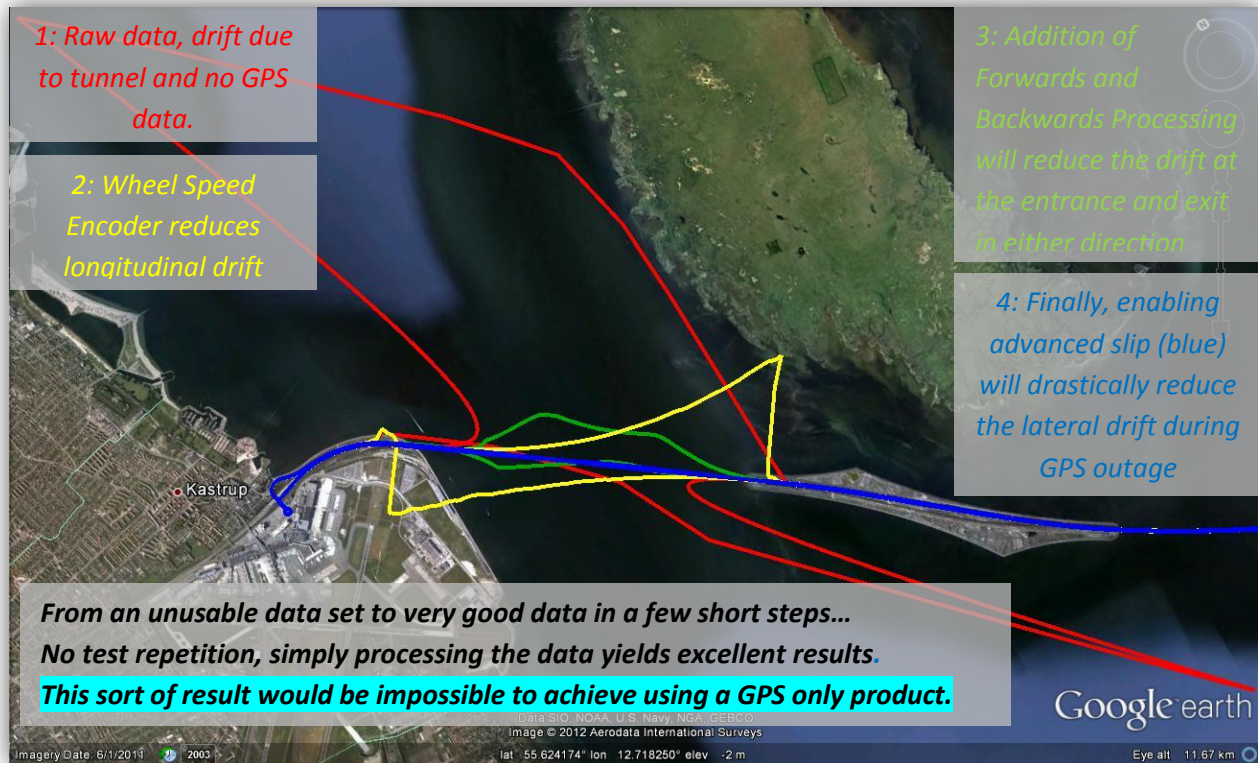 1: Raw data, drift due
to tunnel and no GPS
data.
2: Wheel Speed
Encoder reduces
longitudinal drift
3: Addition of
Forwards and
Backwards Processing
will reduce the drift at
the entrance and exit
in either direction
4: Finally, enabling
advanced slip (blue)
will drastically reduce
the lateral drift during
GPS outage
Kastrup
From an unusable data set to very good data in a few short steps…
No test repetition, simply processing the data yields excellent results.
This sort of result would be impossible to achieve using a GPS only product.
Data SIO, NOAA, U.S. Navy, NGA, GEBCO
Image © 2012 Aerodata International Surveys
Google earth
Imagery Date: 6/1/2011 2003
lat 55.624174° lon 12.718250° elev -2 m
Eye alt 11.67 km